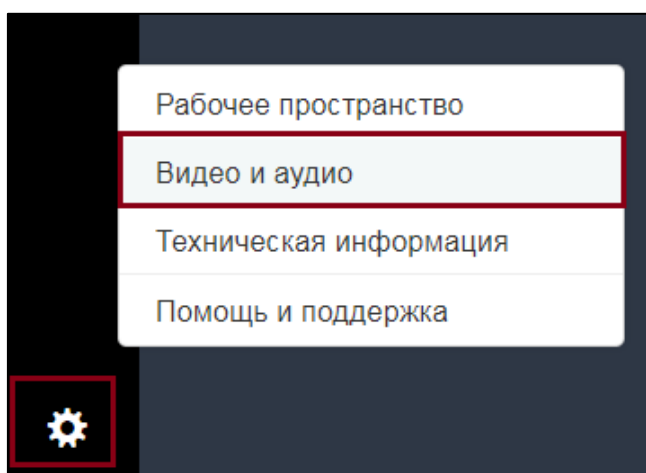 Рабочее пространство
Видео и аудио
Техническая информация
Помощь и поддержка